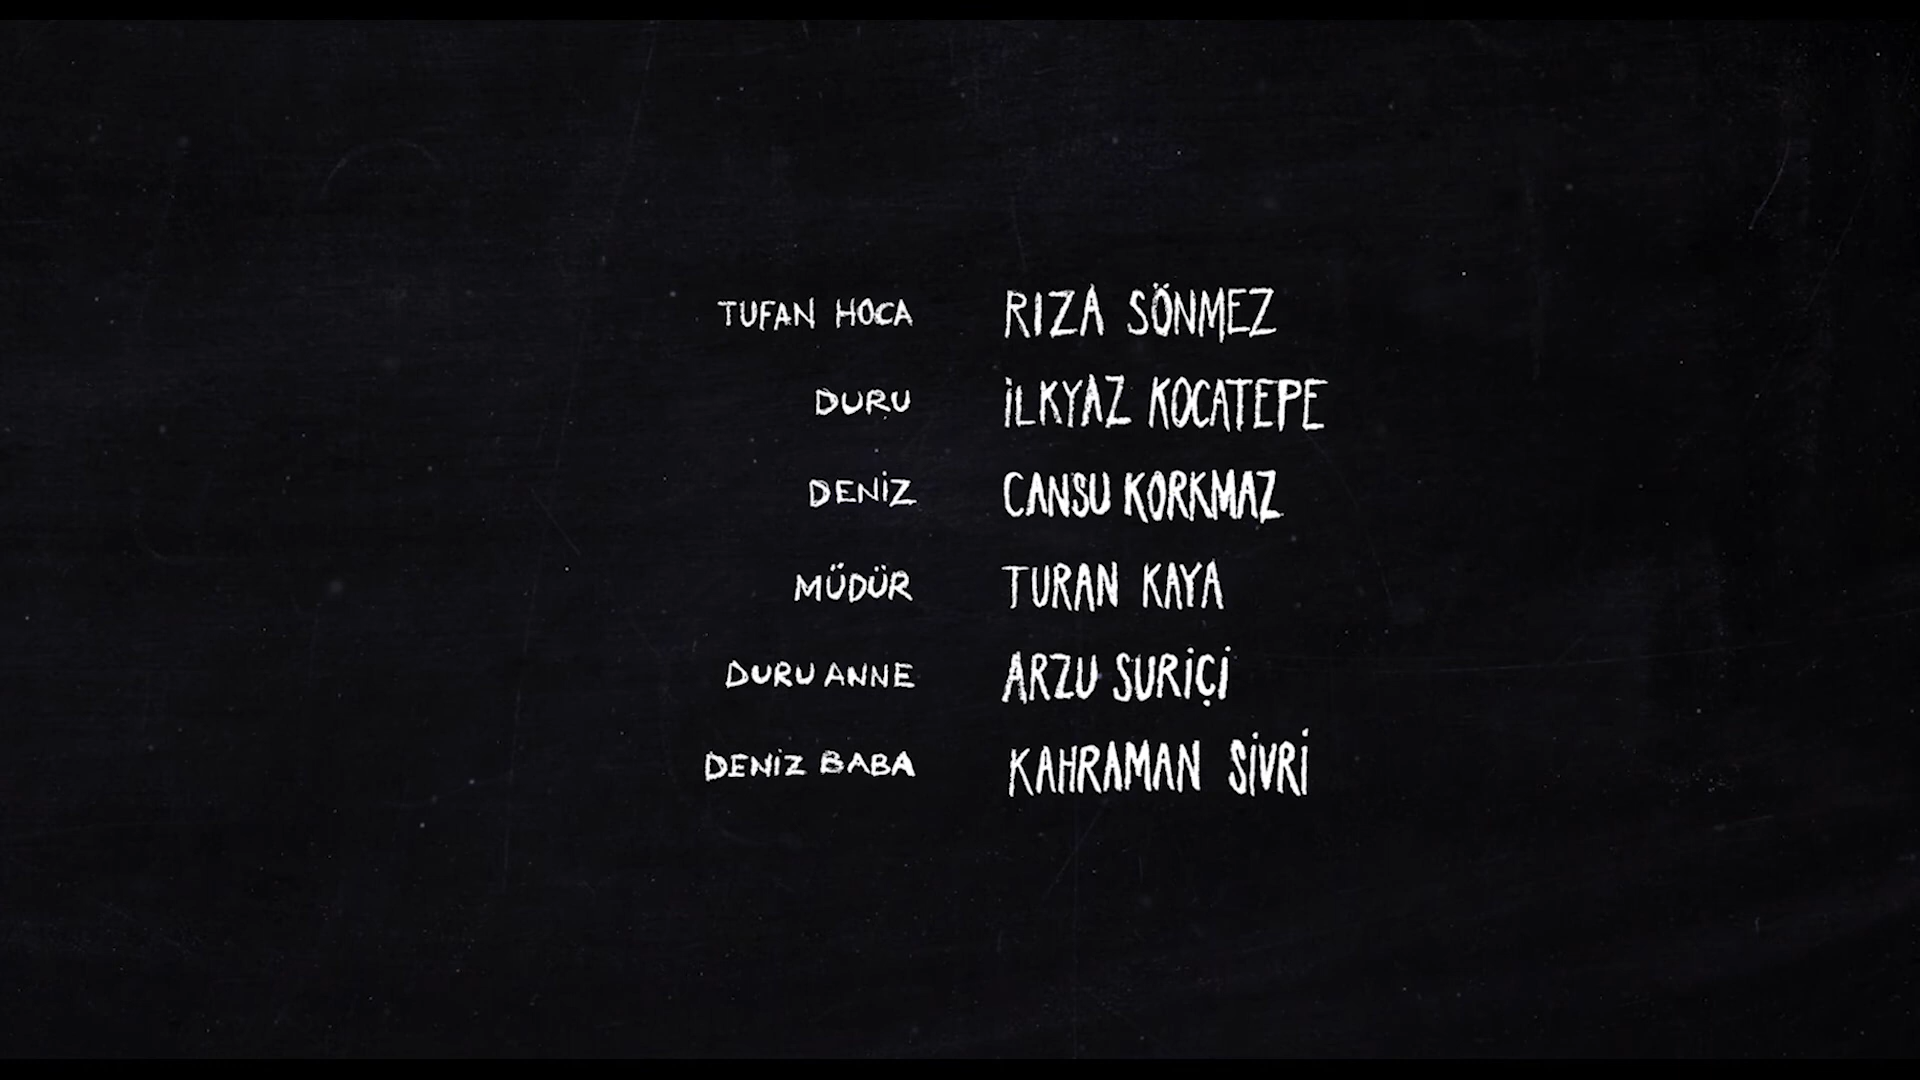 TUFAN HOCA RIZA SÖNMEZ
DURU İLKYAZ KOCATEPE
DENİZ CANSU KORKMAZ
MÜDÜR TURAN KAYA
DURU ANNE ARZU SURİÇİ
DENİZ BABA KAHRAMAN SİVRİ